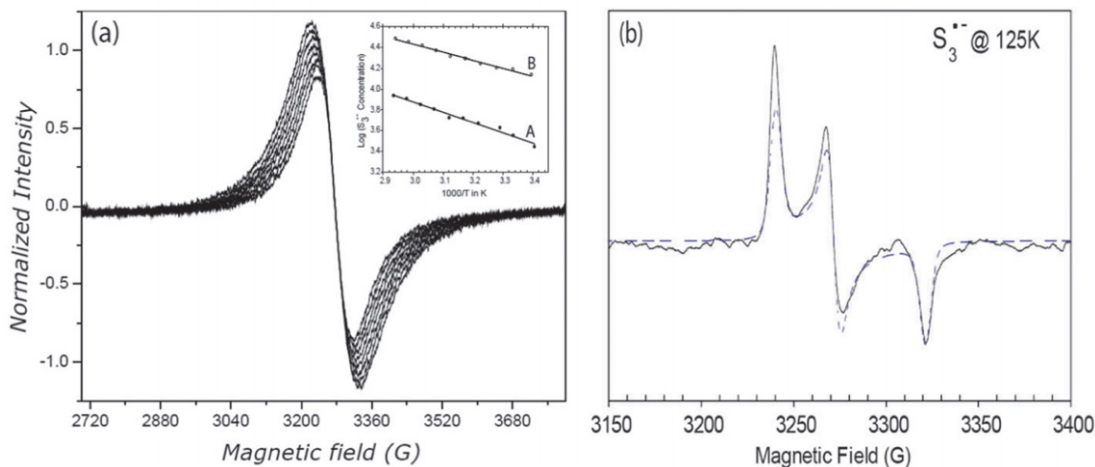 (a)
1.0
0.5
0.0
-0.5
-1.0
Normalized Intensity
2720 2880 3040 3200 3360 3520 3680
Magnetic field (G)
4.6
4.4
4.2
4.0
3.8
3.6
3.4
3.2
Log (S₃•⁻ Concentration)
B
A
2.9 3.0 3.1 3.2 3.3 3.4
1000/T in K
(b)
S₃•⁻ @ 125K
3150 3200 3250 3300 3350 3400
Magnetic Field (G)